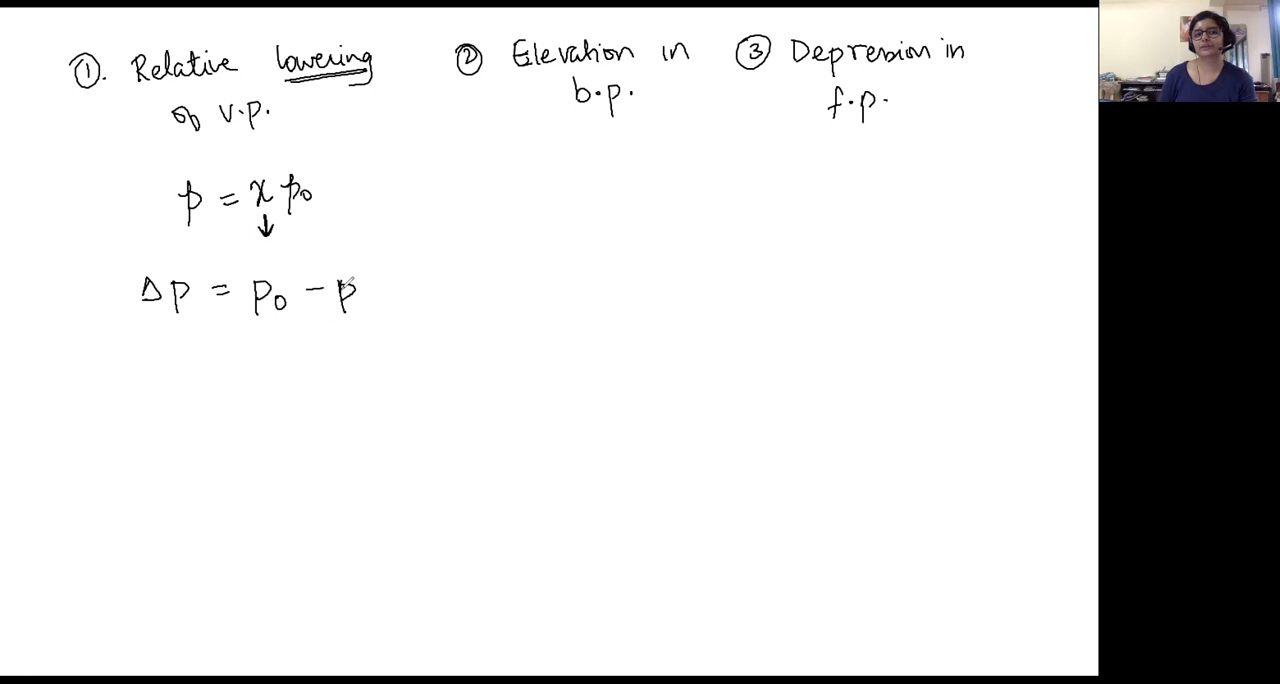 ① Relative lowering
of v.p.
p = x p₀
↓
Δp = p₀ - p
② Elevation in
b.p.
③ Depression in
f.p.